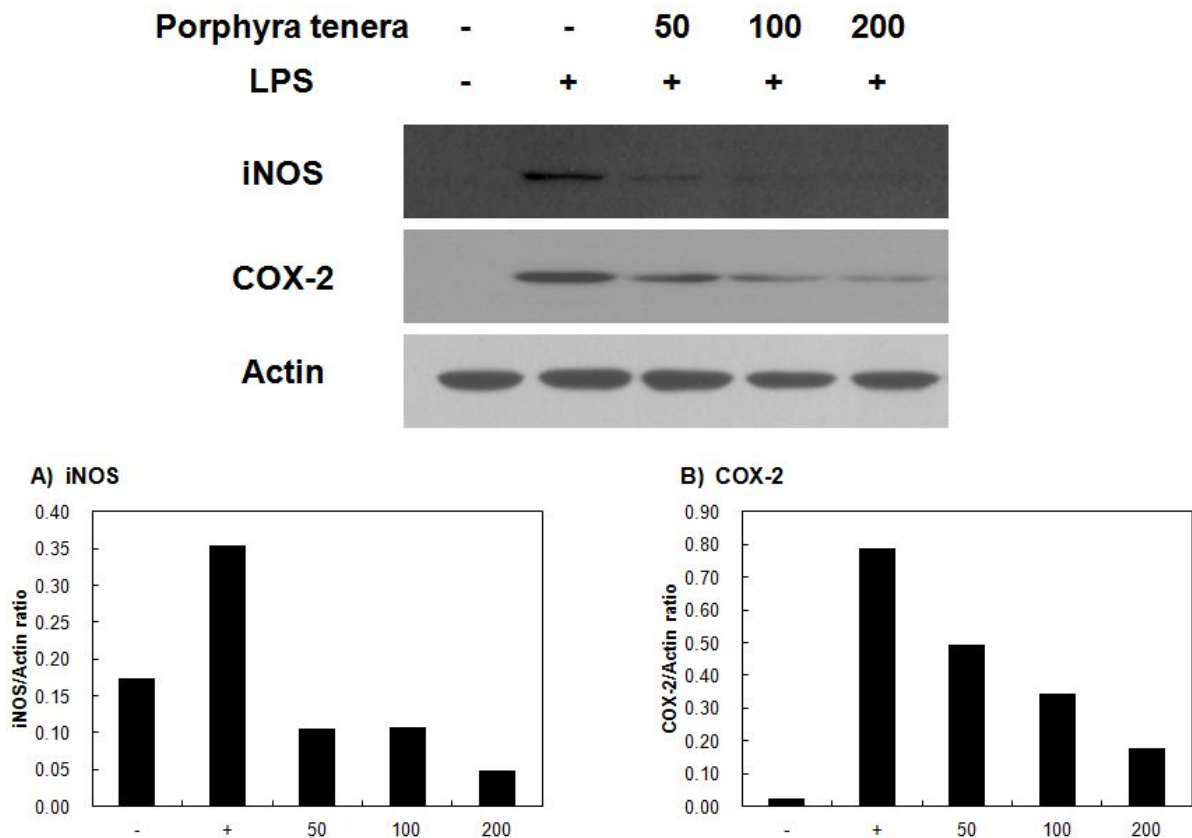 Porphyra tenera - - 50 100 200
LPS - + + + +
iNOS
COX-2
Actin
A) iNOS
0.40
0.35
0.30
0.25
0.20
0.15
0.10
0.05
0.00
iNOS/Actin ratio
- + 50 100 200
B) COX-2
0.90
0.80
0.70
0.60
0.50
0.40
0.30
0.20
0.10
0.00
COX-2/Actin ratio
- + 50 100 200